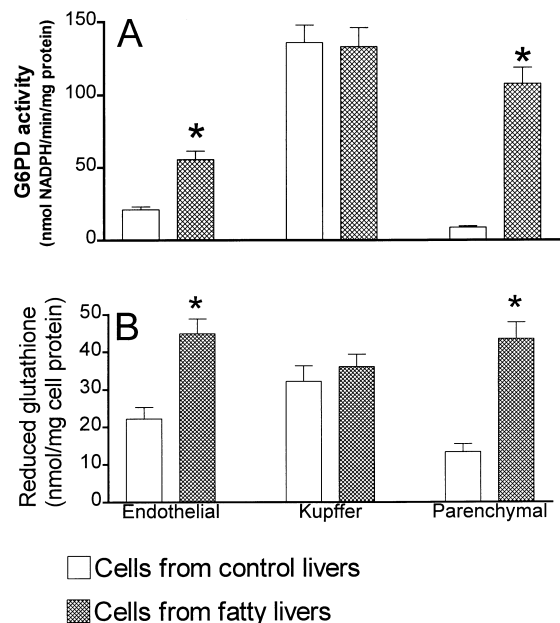 A
G6PD activity
(nmol NADPH/min/mg protein)
150
100
50
0
*
*
B
Reduced glutathione
(nmol/mg cell protein)
50
40
30
20
10
0
*
*
Endothelial Kupffer Parenchymal
Cells from control livers
Cells from fatty livers